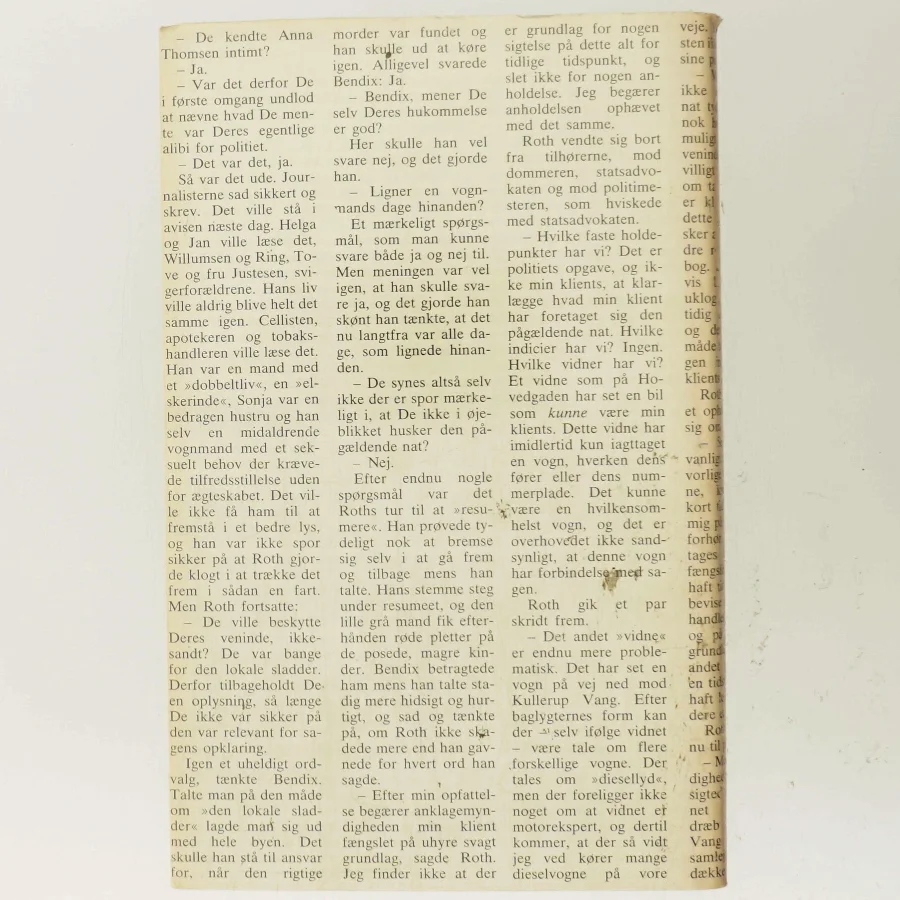 – De kendte Anna
Thomsen intimt?
– Ja.
– Var det derfor De
i første omgang undlod
at nævne hvad De men-
te var Deres egentlige
alibi for politiet.
– Det var det, ja.
Så var det ude. Jour-
nalisterne sad sikkert og
skrev. Det ville stå i
avisen næste dag. Helga
og Jan ville læse det,
Willumsen og Ring, To-
ve og fru Justesen, svi-
gerforældrene. Hans liv
ville aldrig blive helt det
samme igen. Cellisten,
apotekeren og tobaks-
handleren ville læse det.
Han var en mand med
et »dobbeltliv«, en »el-
skerinde«, Sonja var en
bedragen hustru og han
selv en midaldrende
vognmand med et sek-
suelt behov der kræve-
de tilfredsstillelse uden
for ægteskabet. Det vil-
le ikke få ham til at
fremstå i et bedre lys,
og han var ikke spor
sikker på at Roth gjor-
de klogt i at trække det
frem i sådan en fart.
Men Roth fortsatte:
– De ville beskytte
Deres veninde, ikke-
sandt? De var bange
for den lokale sladder.
Derfor tilbageholdt De
en oplysning, så længe
De ikke var sikker på
den var relevant for sa-
gens opklaring.
Igen et uheldigt ord-
valg, tænkte Bendix.
Talte man på den måde
om »den lokale slad-
der« lagde man sig ud
med hele byen. Det
skulle han stå til ansvar
for, når den rigtige
morder var fundet og
han skulle ud at køre
igen. Alligevel svarede
Bendix: Ja.
– Bendix, mener De
selv Deres hukommelse
er god?
Her skulle han vel
svare nej, og det gjorde
han.
– Ligner en vogn-
mands dage hinanden?
Et mærkeligt spørgs-
mål, som man kunne
svare både ja og nej til.
Men meningen var vel
igen, at han skulle sva-
re ja, og det gjorde han
skønt han tænkte, at det
nu langtfra var alle da-
ge, som lignede hinan-
den.
– De synes altså selv
ikke der er spor mærke-
ligt i, at De ikke i øje-
blikket husker den på-
gældende nat?
– Nej.
Efter endnu nogle
spørgsmål var det
Roths tur til at »resu-
mere«. Han prøvede ty-
deligt nok at bremse
sig selv i at gå frem
og tilbage mens han
talte. Hans stemme steg
under resumeet, og den
lille grå mand fik efter-
hånden røde pletter på
de posede, magre kin-
der. Bendix betragtede
ham mens han talte sta-
dig mere hidsigt og hur-
tigt, og sad og tænkte
på, om Roth ikke ska-
dede mere end han gav-
nede for hvert ord han
sagde.
– Efter min opfattel-
se begærer anklagemyn-
digheden min klient
fængslet på uhyre svagt
grundlag, sagde Roth.
Jeg finder ikke at der
er grundlag for nogen
sigtelse på dette alt for
tidlige tidspunkt, og
slet ikke for nogen an-
holdelse. Jeg begærer
anholdelsen ophævet
med det samme.
Roth vendte sig bort
fra tilhørerne, mod
dommeren, statsadvo-
katen og mod politime-
steren, som hviskede
med statsadvokaten.
– Hvilke faste holde-
punkter har vi? Det er
politiets opgave, og ik-
ke min klients, at klar-
lægge hvad min klient
har foretaget sig den
pågældende nat. Hvilke
indicier har vi? Ingen.
Hvilke vidner har vi?
Et vidne som på Ho-
vedgaden har set en bil
som kunne være min
klients. Dette vidne har
imidlertid kun iagttaget
en vogn, hverken dens
fører eller dens num-
merplade. Det kunne
være en hvilkensom-
helst vogn, og det er
overhovedet ikke sand-
synligt, at denne vogn
har forbindelse med sa-
gen.
Roth gik et par
skridt frem.
– Det andet »vidne«
er endnu mere proble-
matisk. Det har set en
vogn på vej ned mod
Kullerup Vang. Efter
baglygternes form kan
der – selv ifølge vidnet
– være tale om flere
forskellige vogne. Der
tales om »diesellyd«,
men der foreligger ikke
noget om at vidnet er
motorekspert, og dertil
kommer, at der så vidt
jeg ved kører mange
dieselvogne på vore
veje.
sine
ikke
nat
nok
om
er
dette
dre
bog.
vis
og
gen
et
sig
–
ne,
kort
mig
haft
og
andet
en
haft
dere
nu til
net